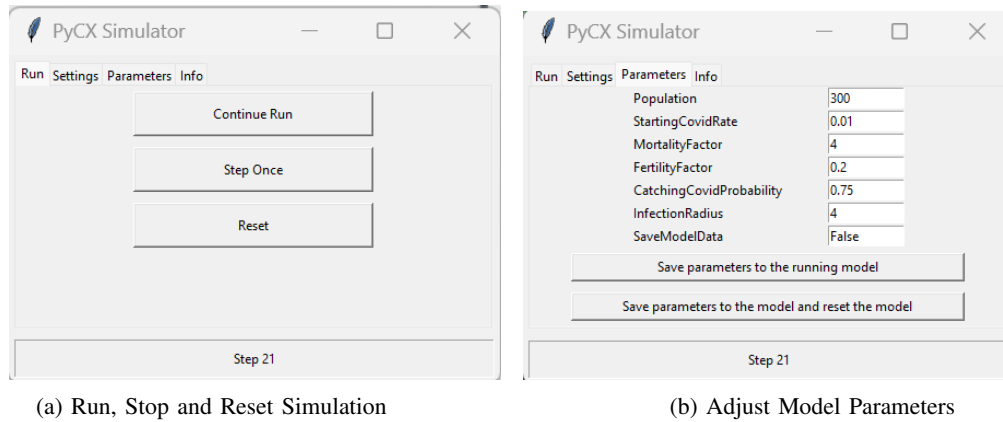 PyCX Simulator
Run Settings Parameters Info
Continue Run
Step Once
Reset
Step 21
(a) Run, Stop and Reset Simulation
PyCX Simulator
Run Settings Parameters Info
Population 300
StartingCovidRate 0.01
MortalityFactor 4
FertilityFactor 0.2
CatchingCovidProbability 0.75
InfectionRadius 4
SaveModelData False
Save parameters to the running model
Save parameters to the model and reset the model
Step 21
(b) Adjust Model Parameters